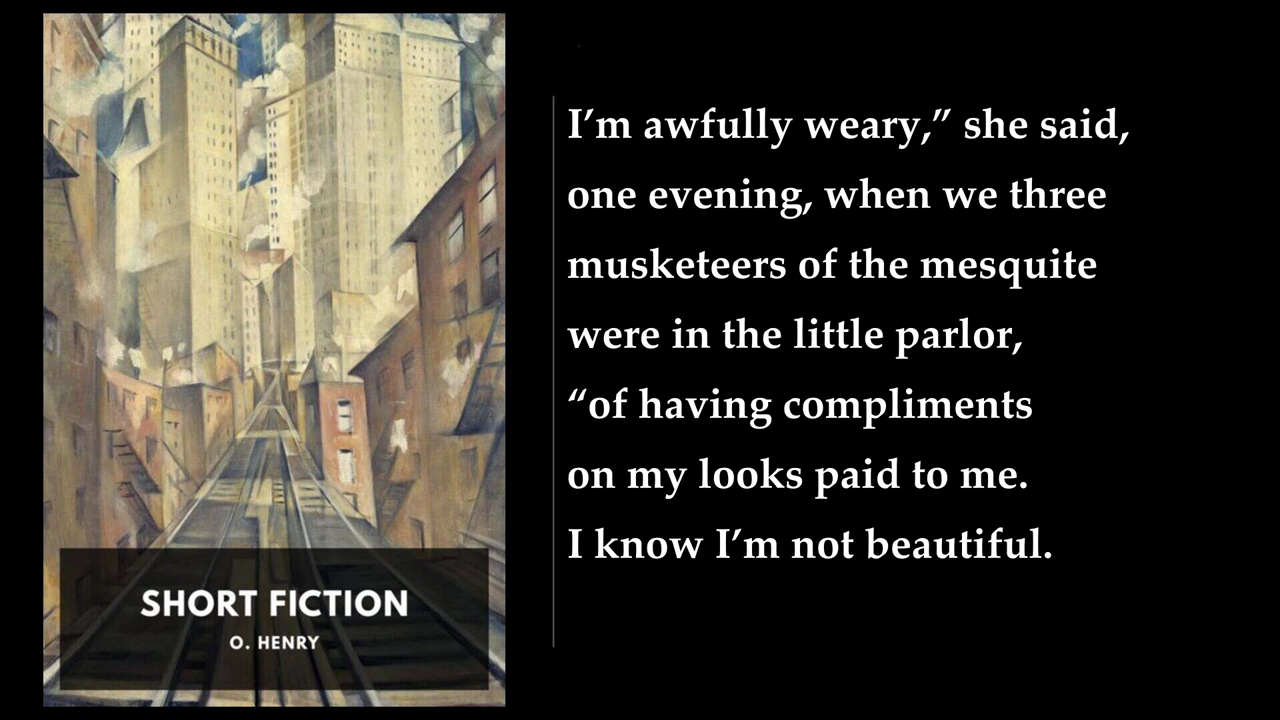 I’m awfully weary,” she said,
one evening, when we three
musketeers of the mesquite
were in the little parlor,
“of having compliments
on my looks paid to me.
I know I’m not beautiful.
SHORT FICTION
O. HENRY